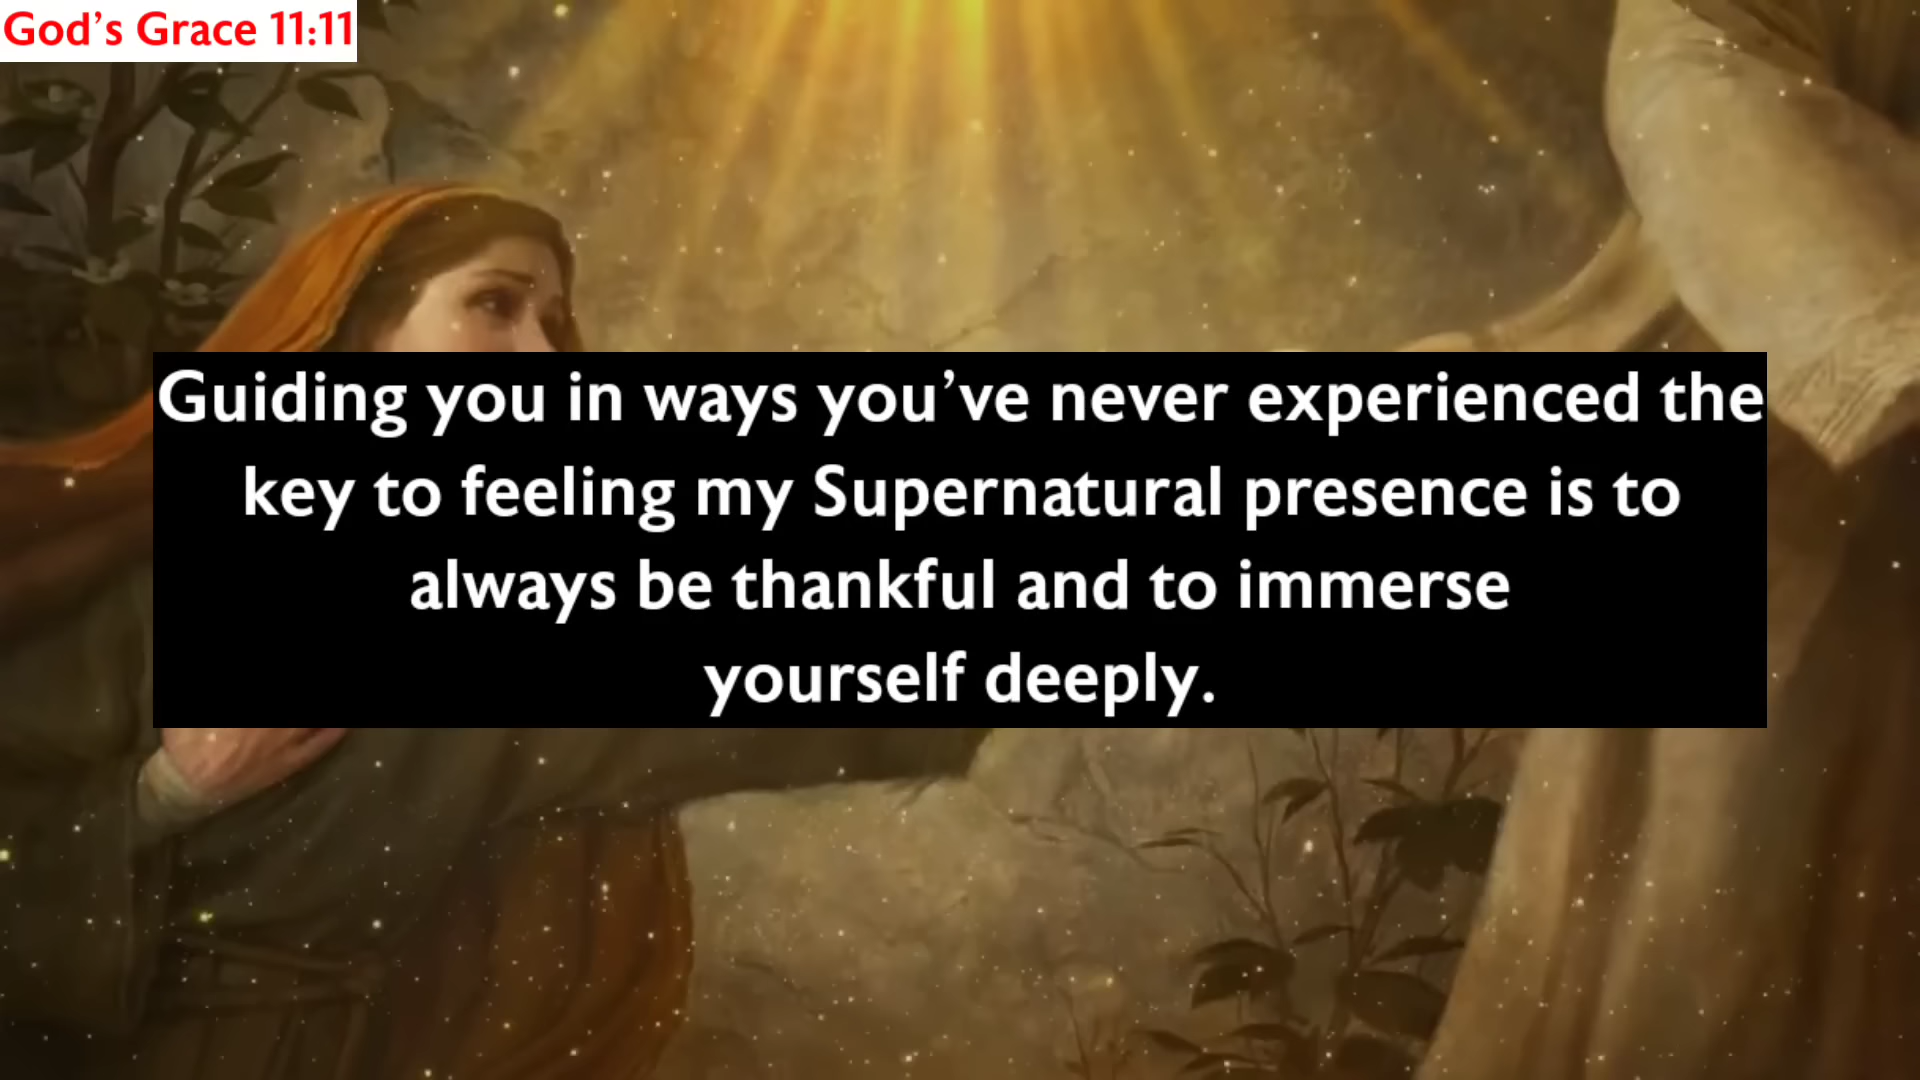 God’s Grace 11:11
Guiding you in ways you’ve never experienced the
key to feeling my Supernatural presence is to
always be thankful and to immerse
yourself deeply.